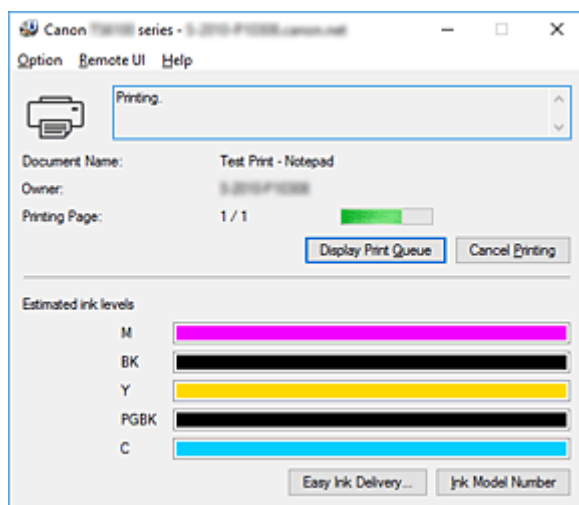 Canon series -
Option Remote UI Help
Printing.
Document Name: Test Print - Notepad
Owner:
Printing Page: 1 / 1
Display Print Queue Cancel Printing
Estimated ink levels
M
BK
Y
PGBK
C
Easy Ink Delivery... Ink Model Number